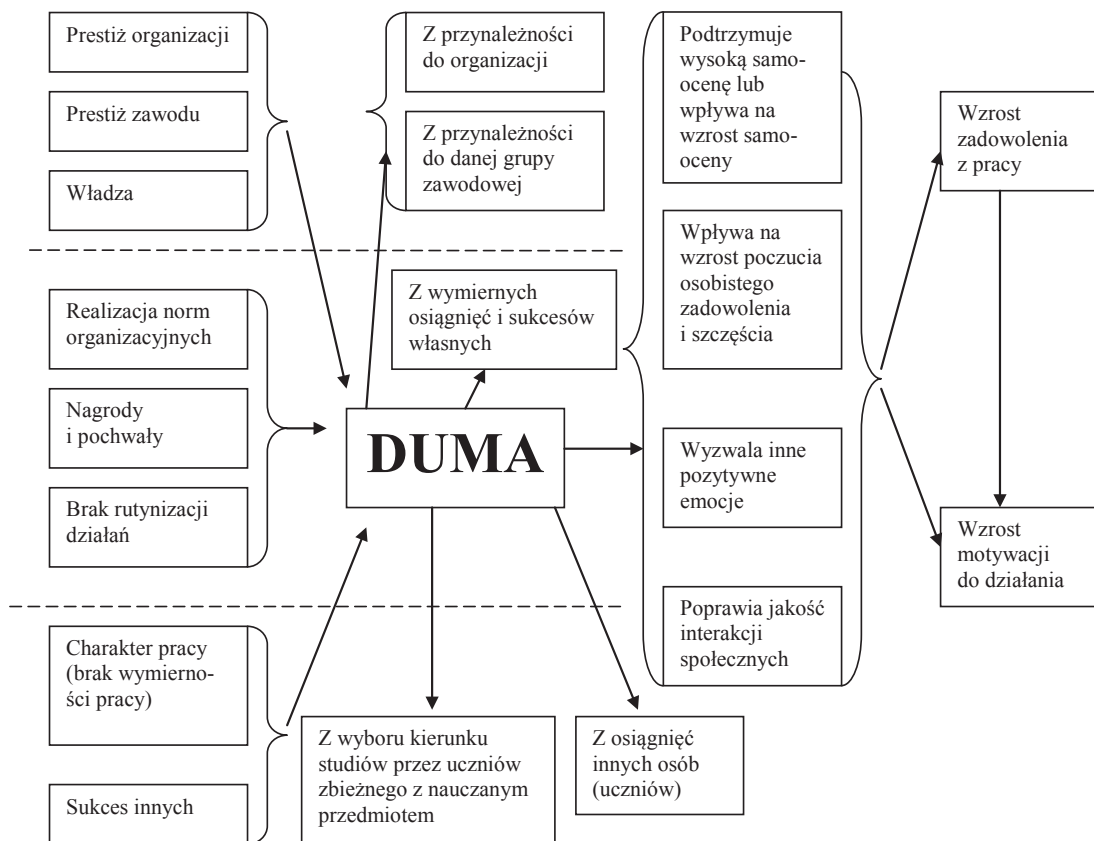 Prestiż organizacji
Prestiż zawodu
Władza
Z przynależności
do organizacji
Z przynależności
do danej grupy
zawodowej
Podtrzymuje
wysoką samo-
ocenę lub
wpływa na
wzrost samo-
oceny
Wzrost
zadowolenia
z pracy
Realizacja norm
organizacyjnych
Nagrody
i pochwały
Brak rutynizacji
działań
Z wymiernych
osiągnięć i sukcesów
własnych
DUMA
Wpływa na
wzrost poczucia
osobistego
zadowolenia
i szczęścia
Wyzwala inne
pozytywne
emocje
Poprawia jakość
interakcji
społecznych
Wzrost
motywacji
do działania
Charakter pracy
(brak wymierno-
ści pracy)
Sukces innych
Z wyboru kierunku
studiów przez uczniów
zbieżnego z nauczanym
przedmiotem
Z osiągnięć
innych osób
(uczniów)